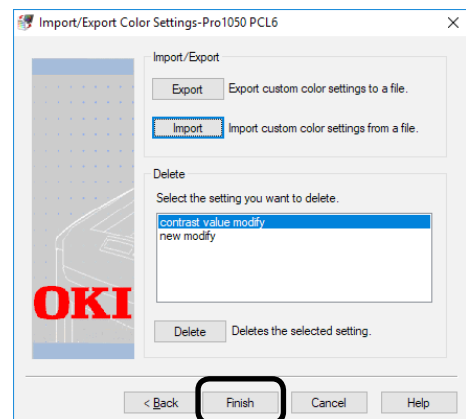 Import/Export Color Settings-Pro1050 PCL6
Import/Export
Export Export custom color settings to a file.
Import Import custom color settings from a file.
Delete
Select the setting you want to delete.
contrast value modify
new modify
OKI
Delete Deletes the selected setting.
< Back Finish Cancel Help